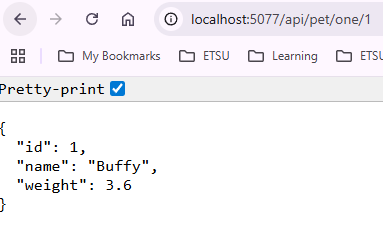 localhost:5077/api/pet/one/1
My Bookmarks ETSU Learning ETSU
Pretty-print
{
  "id": 1,
  "name": "Buffy",
  "weight": 3.6
}